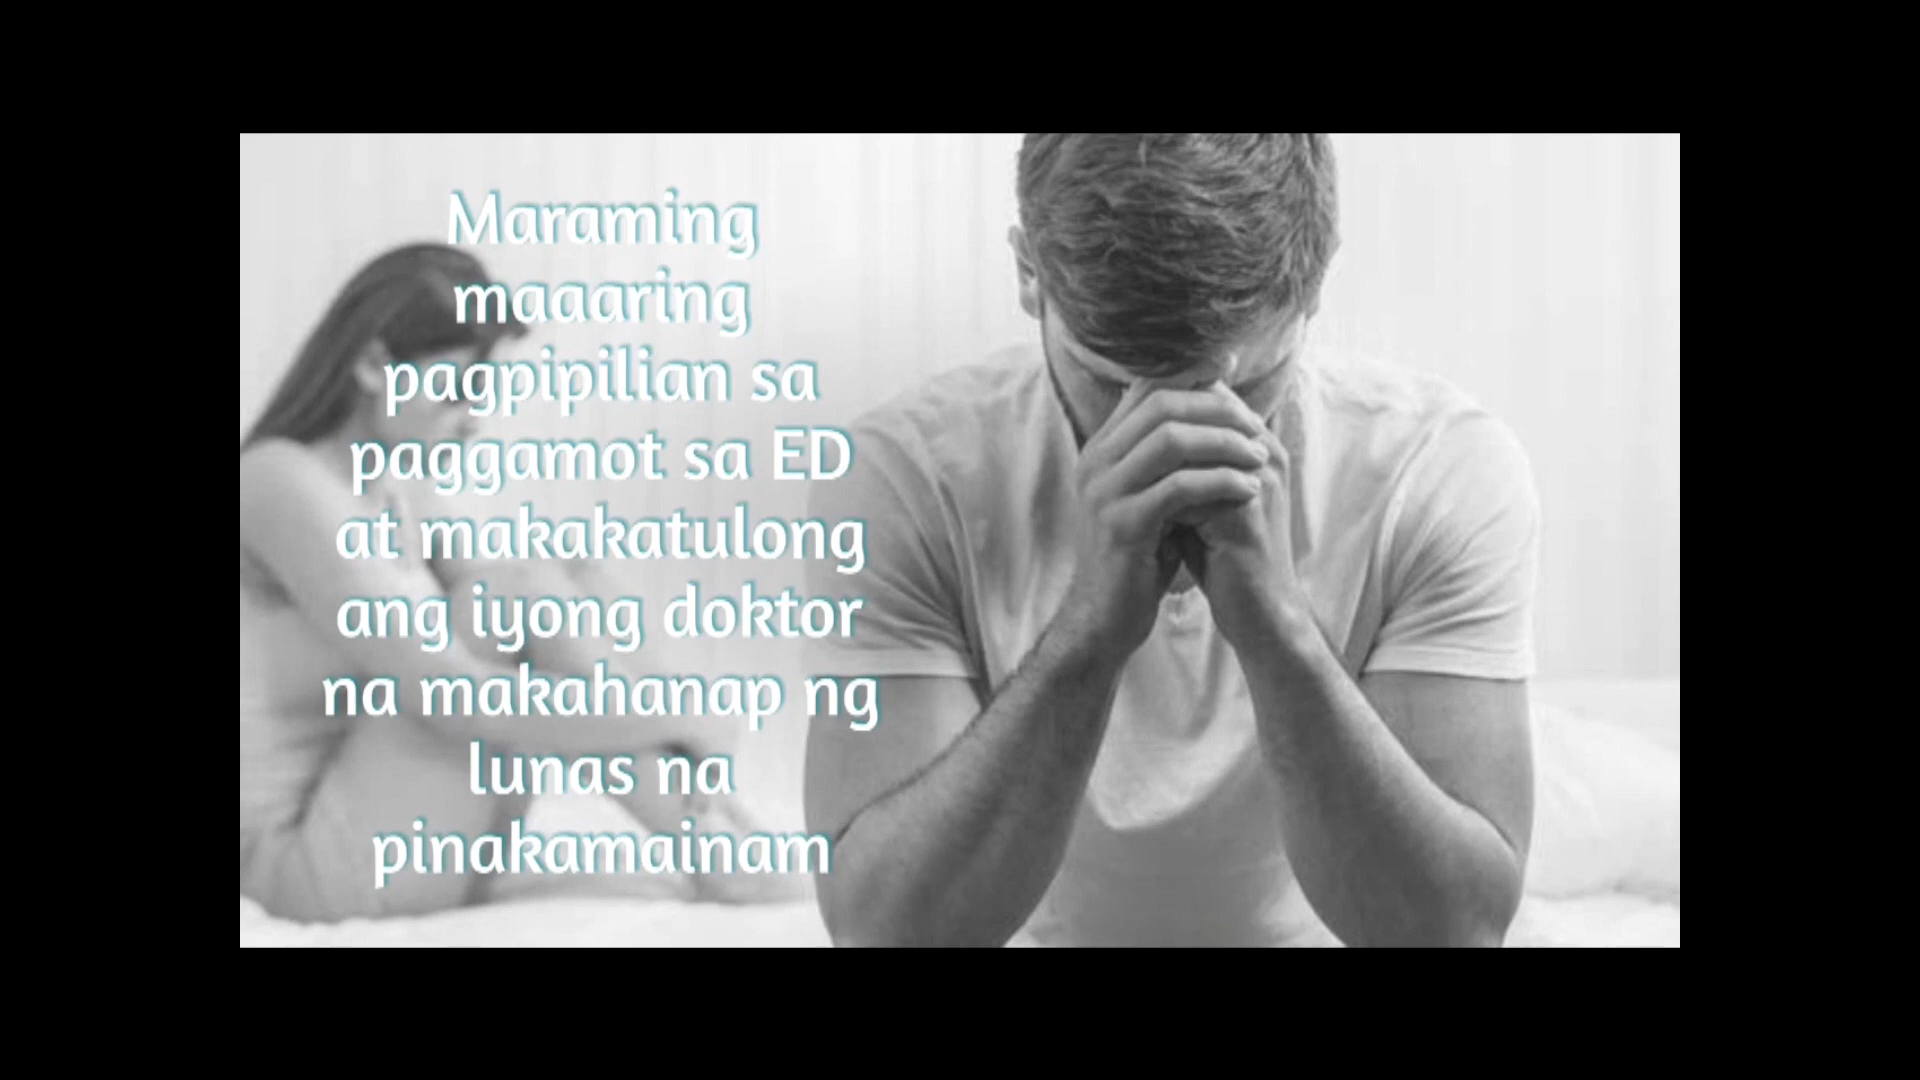 Maraming
maaaring
pagpipilian sa
paggamot sa ED
at makakatulong
ang iyong doktor
na makahanap ng
lunas na
pinakamainam